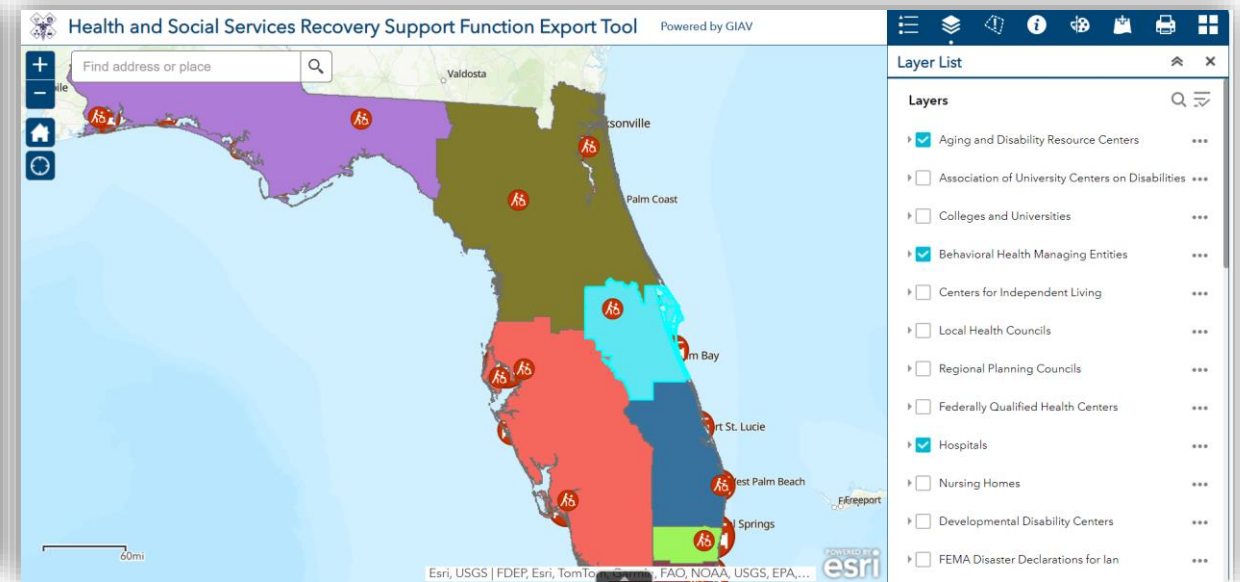 Health and Social Services Recovery Support Function Export Tool Powered by GIAV
Find address or place
Valdosta
sonville
Palm Coast
m Bay
rt St. Lucie
West Palm Beach
Freeport
l Springs
60mi
Esri, USGS | FDEP, Esri, TomTom, Garmin, FAO, NOAA, USGS, EPA,...
POWERED BY
esri
Layer List
Layers
Aging and Disability Resource Centers
Association of University Centers on Disabilities
Colleges and Universities
Behavioral Health Managing Entities
Centers for Independent Living
Local Health Councils
Regional Planning Councils
Federally Qualified Health Centers
Hospitals
Nursing Homes
Developmental Disability Centers
FEMA Disaster Declarations for Ian